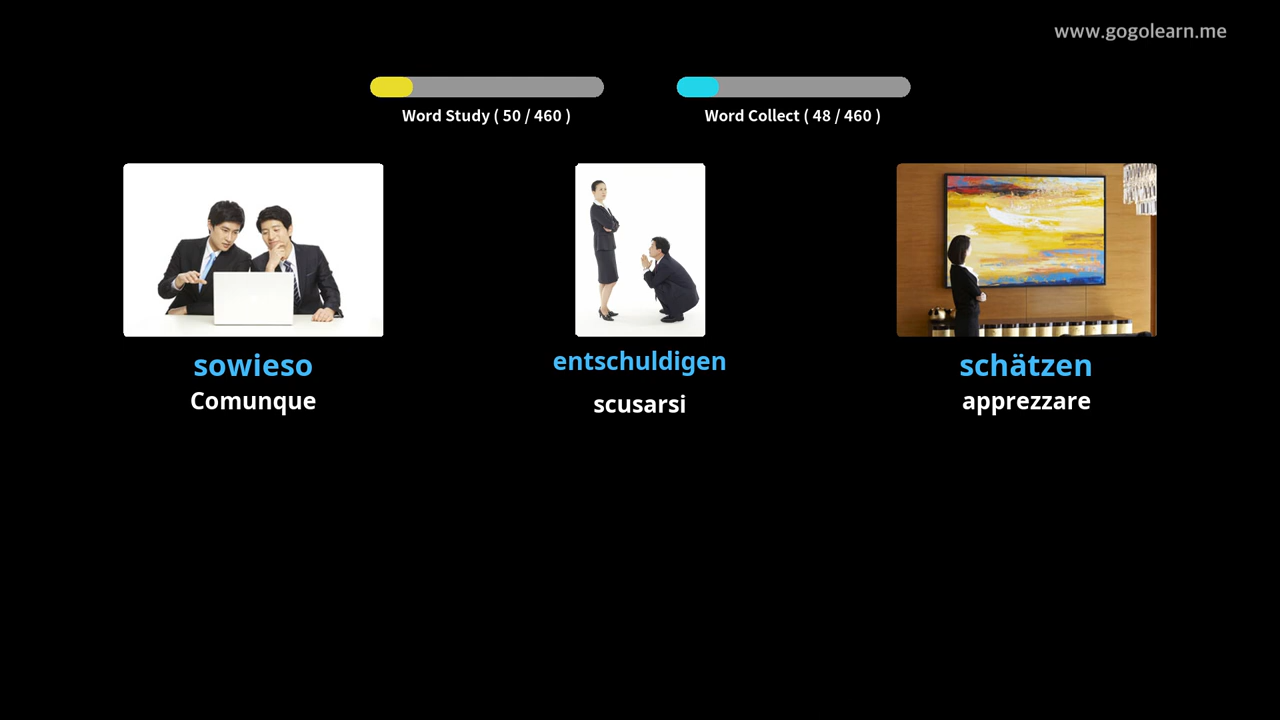 www.gogolearn.me
Word Study ( 50 / 460 )
Word Collect ( 48 / 460 )
sowieso
Comunque
entschuldigen
scusarsi
schätzen
apprezzare